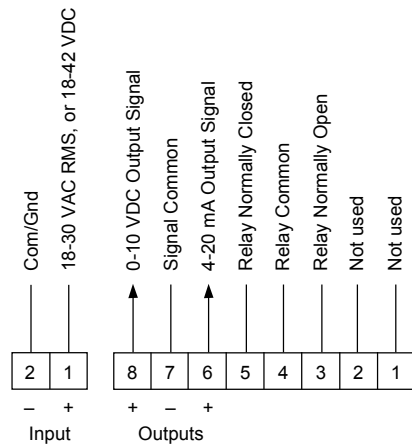 Com/Gnd
18-30 VAC RMS, or 18-42 VDC
0-10 VDC Output Signal
Signal Common
4-20 mA Output Signal
Relay Normally Closed
Relay Common
Relay Normally Open
Not used
Not used
2 1 8 7 6 5 4 3 2 1
– + + – +
Input Outputs